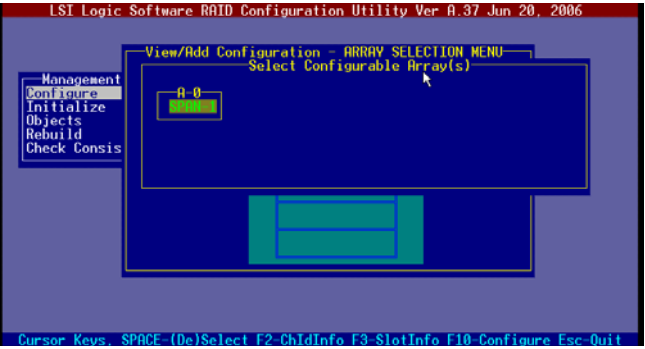 LSI Logic Software RAID Configuration Utility Ver A.37 Jun 20, 2006
View/Add Configuration - ARRAY SELECTION MENU
Select Configurable Array(s)
Management
Configure
Initialize
Objects
Rebuild
Check Consis
A-0
SPAN-1
Cursor Keys, SPACE-(De)Select F2-ChIdInfo F3-SlotInfo F10-Configure Esc-Quit